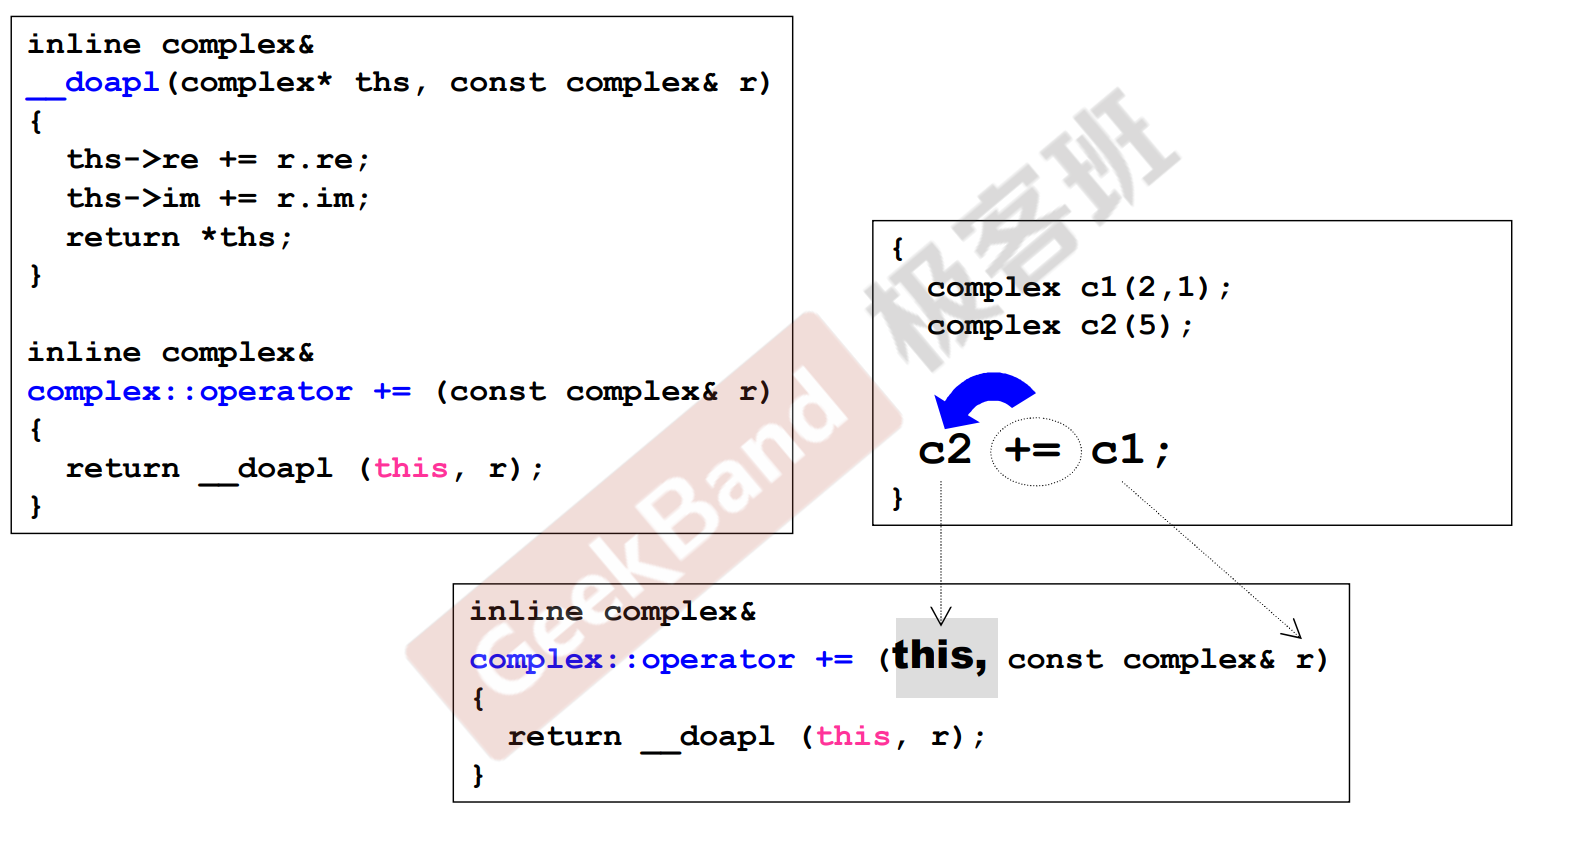 inline complex&
__doapl(complex* ths, const complex& r)
{
ths->re += r.re;
ths->im += r.im;
return *ths;
}
inline complex&
complex::operator += (const complex& r)
{
return __doapl (this, r);
}
{
complex c1(2,1);
complex c2(5);
c2 += c1;
}
inline complex&
complex::operator += (this, const complex& r)
{
return __doapl (this, r);
}
GeekBand 极客班